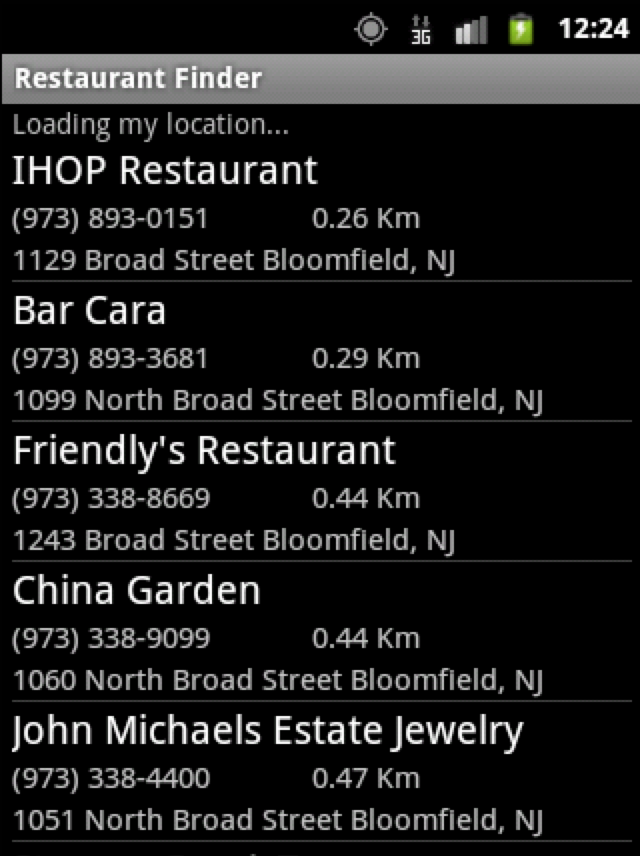 3G 12:24
Restaurant Finder
Loading my location...
IHOP Restaurant
(973) 893-0151 0.26 Km
1129 Broad Street Bloomfield, NJ
Bar Cara
(973) 893-3681 0.29 Km
1099 North Broad Street Bloomfield, NJ
Friendly's Restaurant
(973) 338-8669 0.44 Km
1243 Broad Street Bloomfield, NJ
China Garden
(973) 338-9099 0.44 Km
1060 North Broad Street Bloomfield, NJ
John Michaels Estate Jewelry
(973) 338-4400 0.47 Km
1051 North Broad Street Bloomfield, NJ